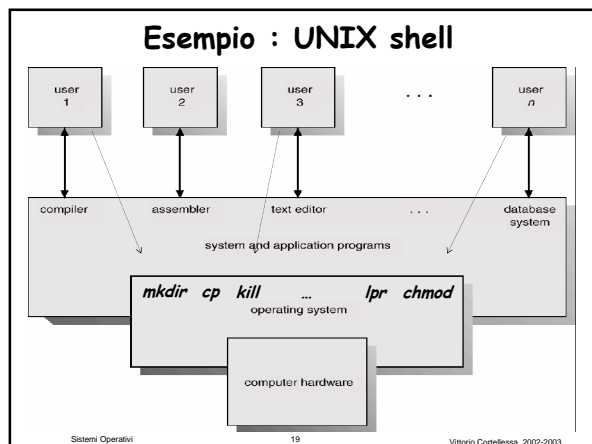 Esempio : UNIX shell
user 1
user 2
user 3
. . .
user n
compiler assembler text editor . . . database system
system and application programs
mkdir cp kill ... lpr chmod
operating system
computer hardware
Sistemi Operativi 19 Vittorio Cortellessa, 2002-2003